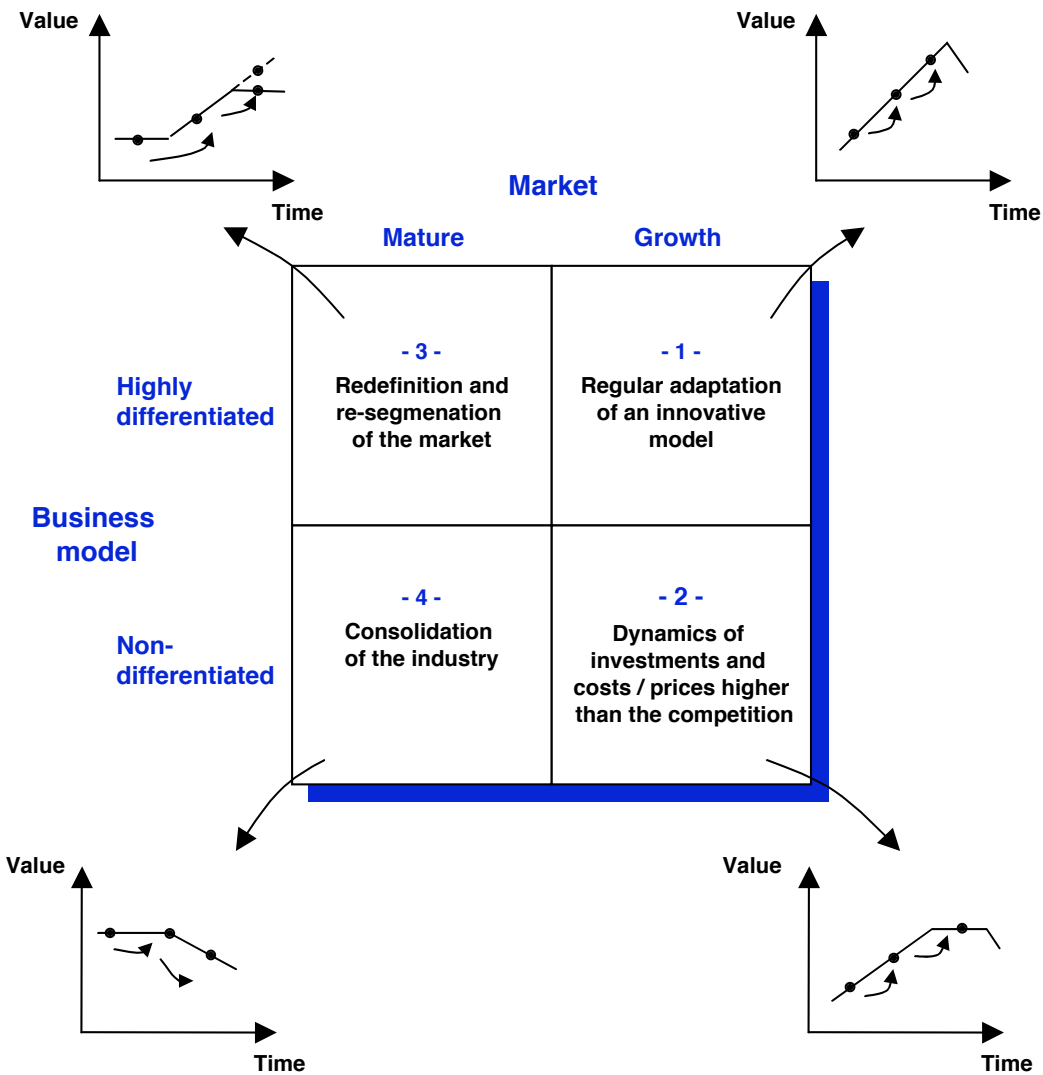 Value
Time
Value
Time
Market
Mature
Growth
Highly
differentiated
Business
model
Non-
differentiated
- 3 -
Redefinition and
re-segmenation
of the market
- 1 -
Regular adaptation
of an innovative
model
- 4 -
Consolidation
of the industry
- 2 -
Dynamics of
investments and
costs / prices higher
than the competition
Value
Time
Value
Time